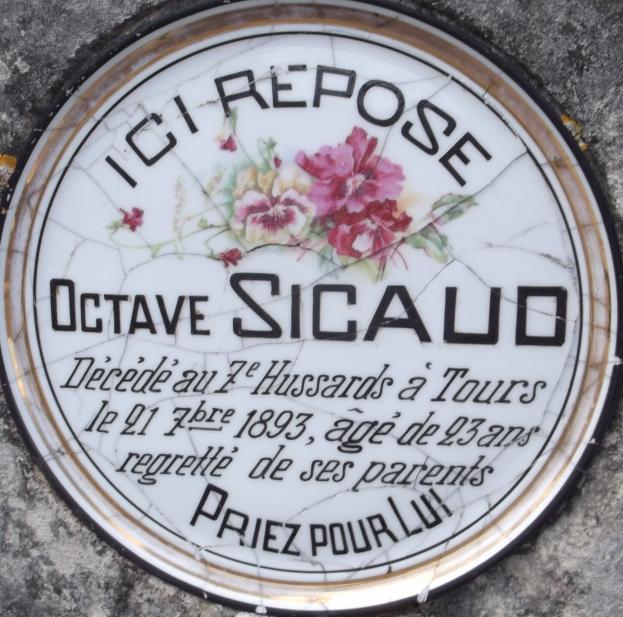 ICI REPOSE
OCTAVE SICAUD
Décédé au 7e Hussards à Tours
le 21 7bre 1893, âgé de 23 ans
regretté de ses parents
PRIEZ POUR LUI